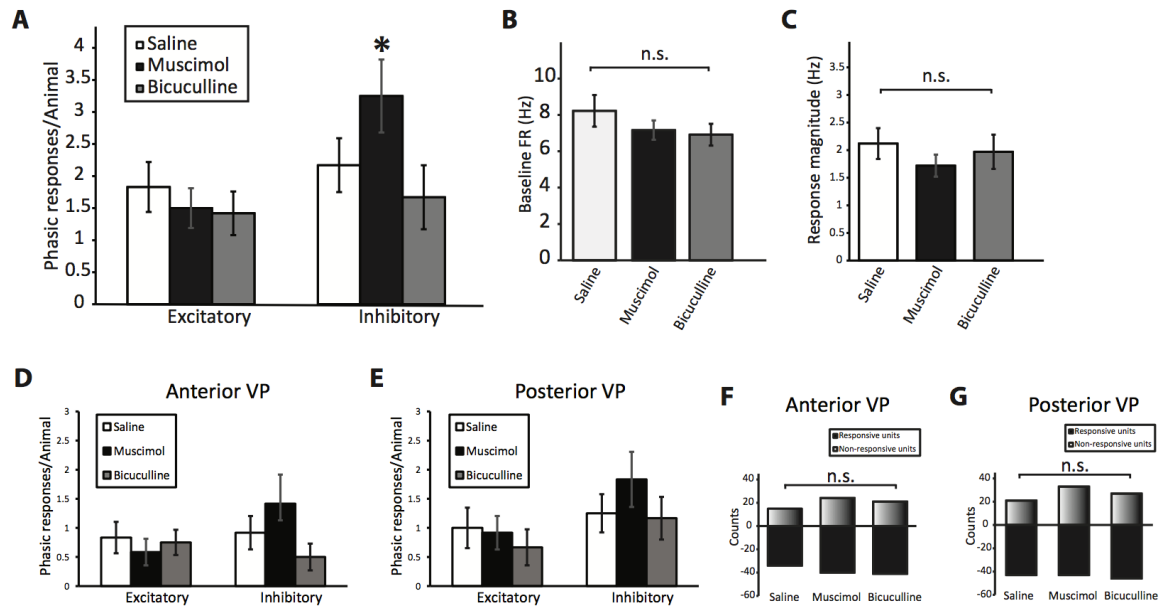 A
Phasic responses/Animal
4
3.5
3
2.5
2
1.5
1
0.5
0
Saline
Muscimol
Bicuculline
*
Excitatory
Inhibitory
B
Baseline FR (Hz)
10
8
6
4
2
0
n.s.
Saline
Muscimol
Bicuculline
C
Response magnitude (Hz)
3.5
3
2.5
2
1.5
1
0.5
0
n.s.
Saline
Muscimol
Bicuculline
D
Anterior VP
Phasic responses/Animal
3
2.5
2
1.5
1
0.5
0
Saline
Muscimol
Bicuculline
Excitatory
Inhibitory
E
Posterior VP
Phasic responses/Animal
3
2.5
2
1.5
1
0.5
0
Saline
Muscimol
Bicuculline
Excitatory
Inhibitory
F
Anterior VP
Responsive units
Non-responsive units
n.s.
Counts
40
20
0
-20
-40
-60
Saline
Muscimol
Bicuculline
G
Posterior VP
Responsive units
Non-responsive units
n.s.
Counts
40
20
0
-20
-40
-60
Saline
Muscimol
Bicuculline